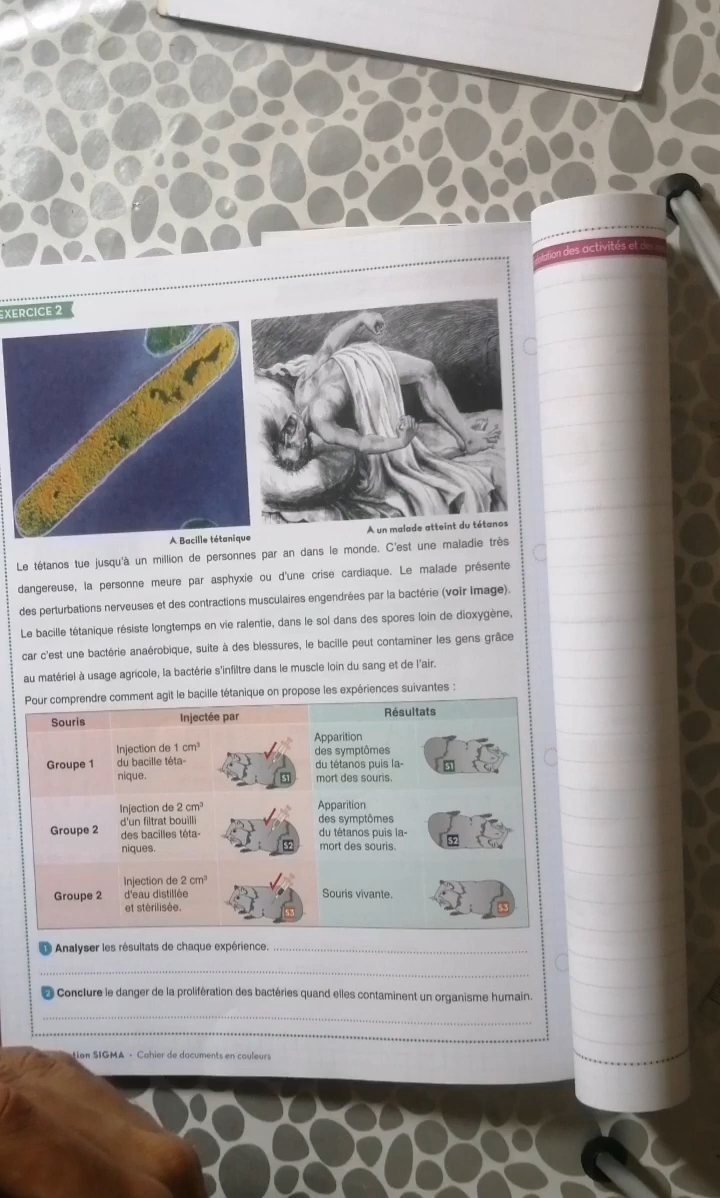 des activités et
EXERCICE 2
A Bacille tétanique
A un malade atteint du tétanos
Le tétanos tue jusqu'à un million de personnes par an dans le monde. C'est une maladie très
dangereuse, la personne meure par asphyxie ou d'une crise cardiaque. Le malade présente
des perturbations nerveuses et des contractions musculaires engendrées par la bactérie (voir image).
Le bacille tétanique résiste longtemps en vie ralentie, dans le sol dans des spores loin de dioxygène,
car c'est une bactérie anaérobique, suite à des blessures, le bacille peut contaminer les gens grâce
au matériel à usage agricole, la bactérie s'infiltre dans le muscle loin du sang et de l'air.
Pour comprendre comment agit le bacille tétanique on propose les expériences suivantes :
Souris
Injectée par
Résultats
Groupe 1
Injection de 1 cm³
du bacille téta-
nique.
S1
Apparition
des symptômes
du tétanos puis la-
mort des souris.
S1
Groupe 2
Injection de 2 cm³
d'un filtrat bouilli
des bacilles téta-
niques.
S2
Apparition
des symptômes
du tétanos puis la-
mort des souris.
S2
Groupe 2
Injection de 2 cm³
d'eau distillée
et stérilisée.
S3
Souris vivante.
S3
1 Analyser les résultats de chaque expérience.
2 Conclure le danger de la prolifération des bactéries quand elles contaminent un organisme humain.
SIGMA - Cahier de documents en couleurs